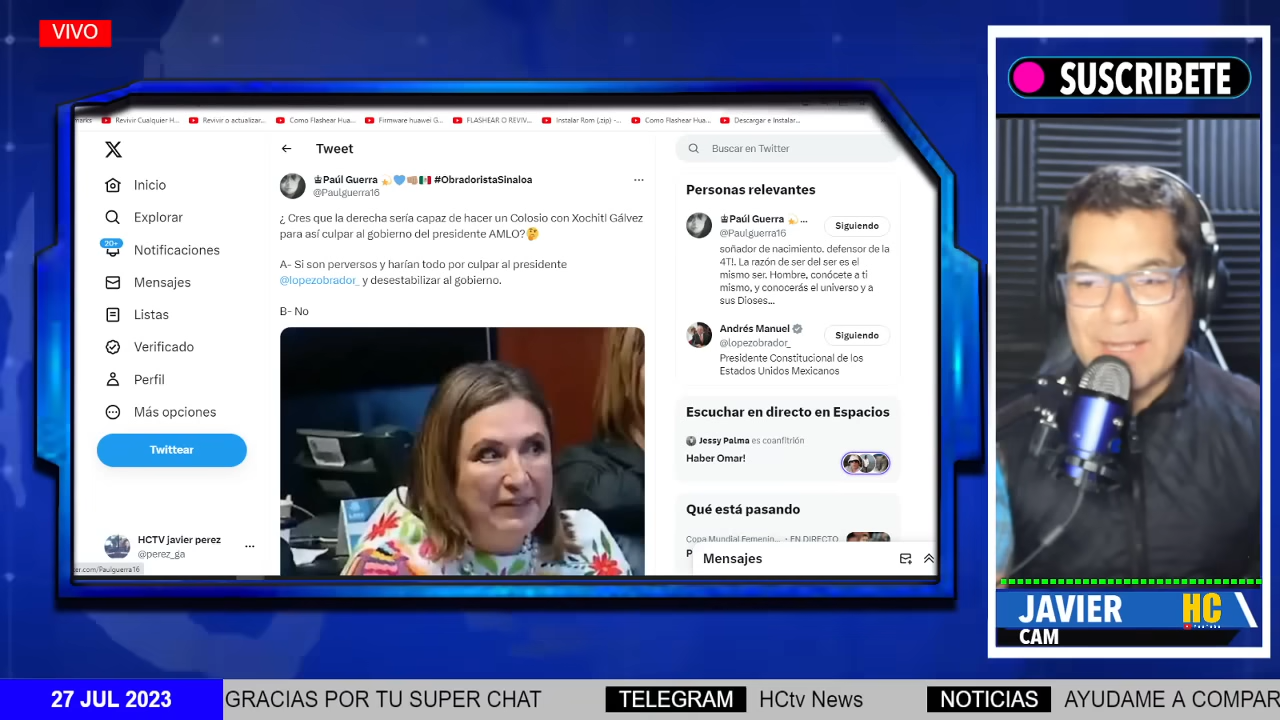 VIVO
marks
Revivir Cualquier H...
Revivir o actualizar...
Como Flashear Hua...
Firmware huawei G...
FLASHEAR O REVIV...
Instalar Rom (.zip) -...
Como Flashear Hua...
Descargar e Instalar...
Inicio
Explorar
20+
Notificaciones
Mensajes
Listas
Verificado
Perfil
Más opciones
Twittear
HCTV javier perez
@perez_ga
ter.com/Paulguerra16
Tweet
Paúl Guerra #ObradoristaSinaloa
@Paulguerra16
¿ Cres que la derecha sería capaz de hacer un Colosio con Xochitl Gálvez
para así culpar al gobierno del presidente AMLO?
A- Si son perversos y harían todo por culpar al presidente
@lopezobrador_ y desestabilizar al gobierno.
B- No
Buscar en Twitter
Personas relevantes
Paúl Guerra ...
@Paulguerra16
Siguiendo
soñador de nacimiento. defensor de la
4T!. La razón de ser del ser es el
mismo ser. Hombre, conócete a ti
mismo, y conocerás el universo y a
sus Dioses...
Andrés Manuel
@lopezobrador_
Siguiendo
Presidente Constitucional de los
Estados Unidos Mexicanos
Escuchar en directo en Espacios
Jessy Palma es coanfitrión
Haber Omar!
Qué está pasando
Copa Mundial Femenin... • EN DIRECTO
Mensajes
SUSCRIBETE
JAVIER
HC
CAM
27 JUL 2023
GRACIAS POR TU SUPER CHAT
TELEGRAM
HCtv News
NOTICIAS
AYUDAME A COMPAR